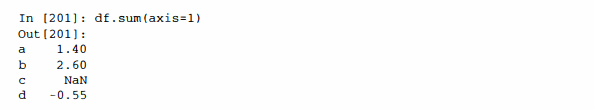 In [201]: df.sum(axis=1)
Out[201]:
a    1.40
b    2.60
c     NaN
d   -0.55